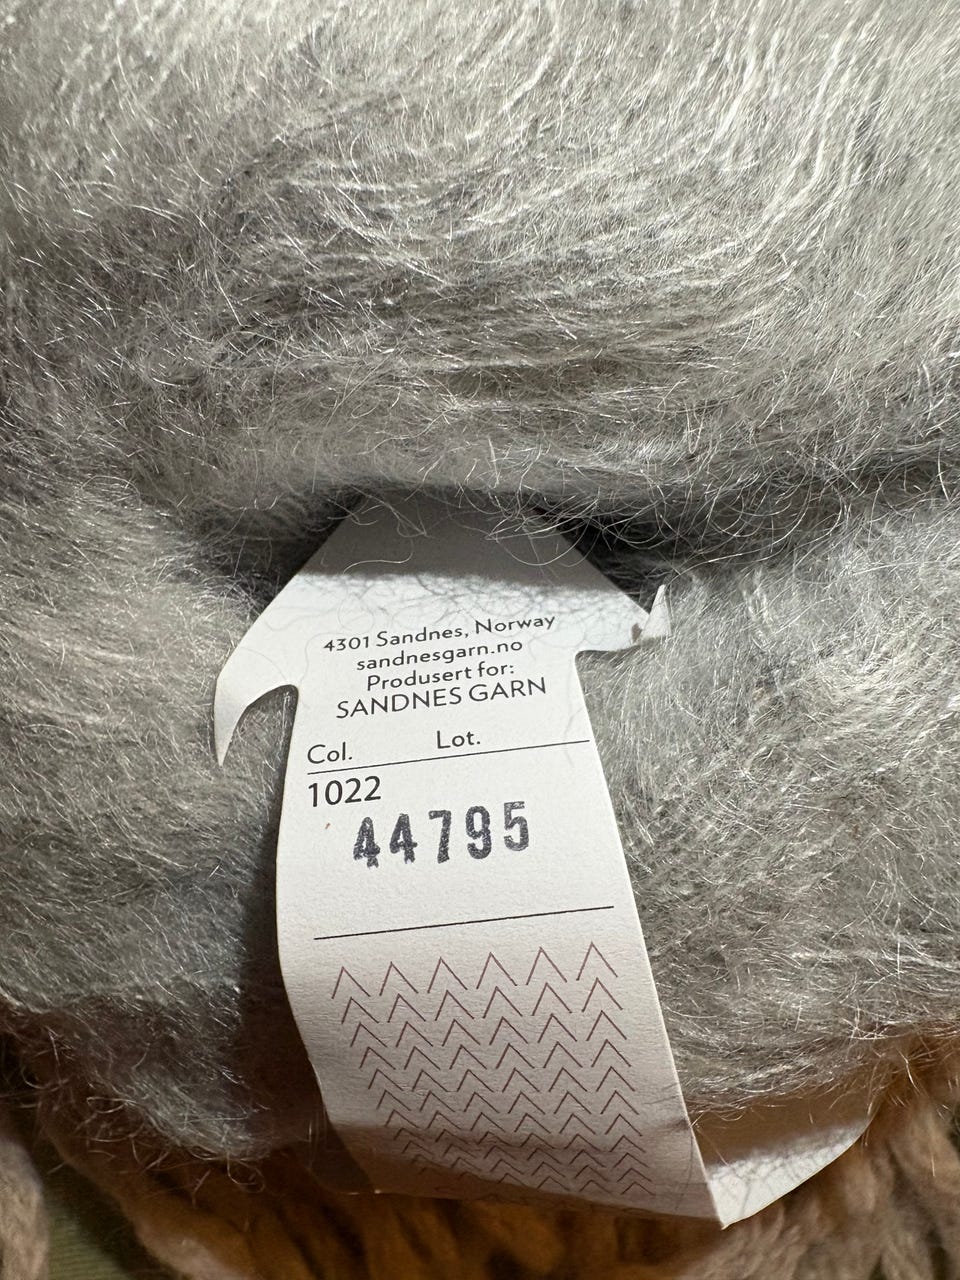 4301 Sandnes, Norway
sandnesgarn.no
Produsert for:
SANDNES GARN
Col. Lot.
1022
44795